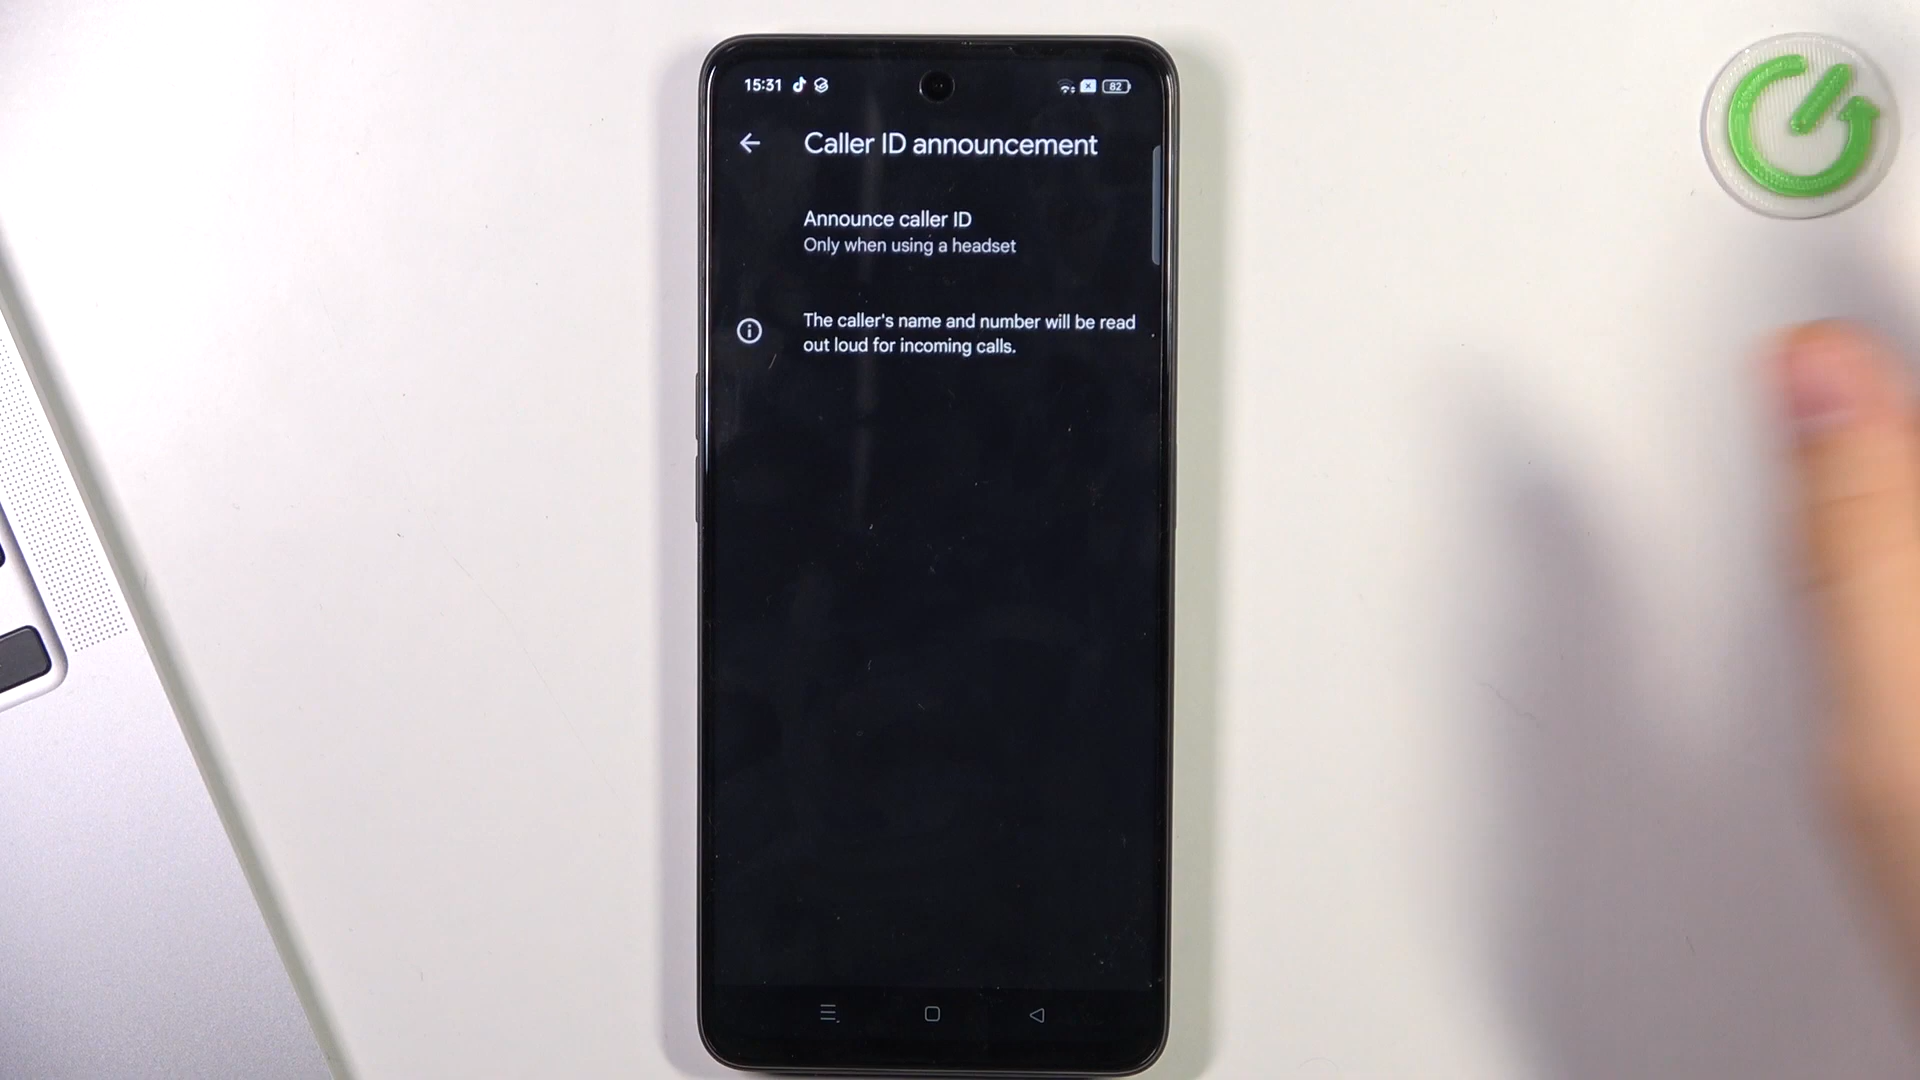 15:31
82
Caller ID announcement
Announce caller ID
Only when using a headset
The caller's name and number will be read
out loud for incoming calls.